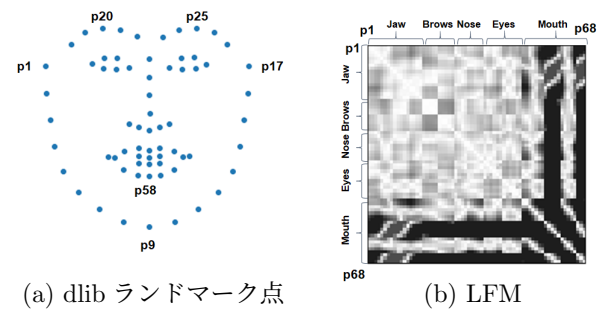 p20
p25
p1
p17
p58
p9
p1
Jaw
Brows
Nose
Eyes
Mouth
p68
p1
Jaw
Brows
Nose
Eyes
Mouth
p68
(a) dlib ランドマーク点
(b) LFM